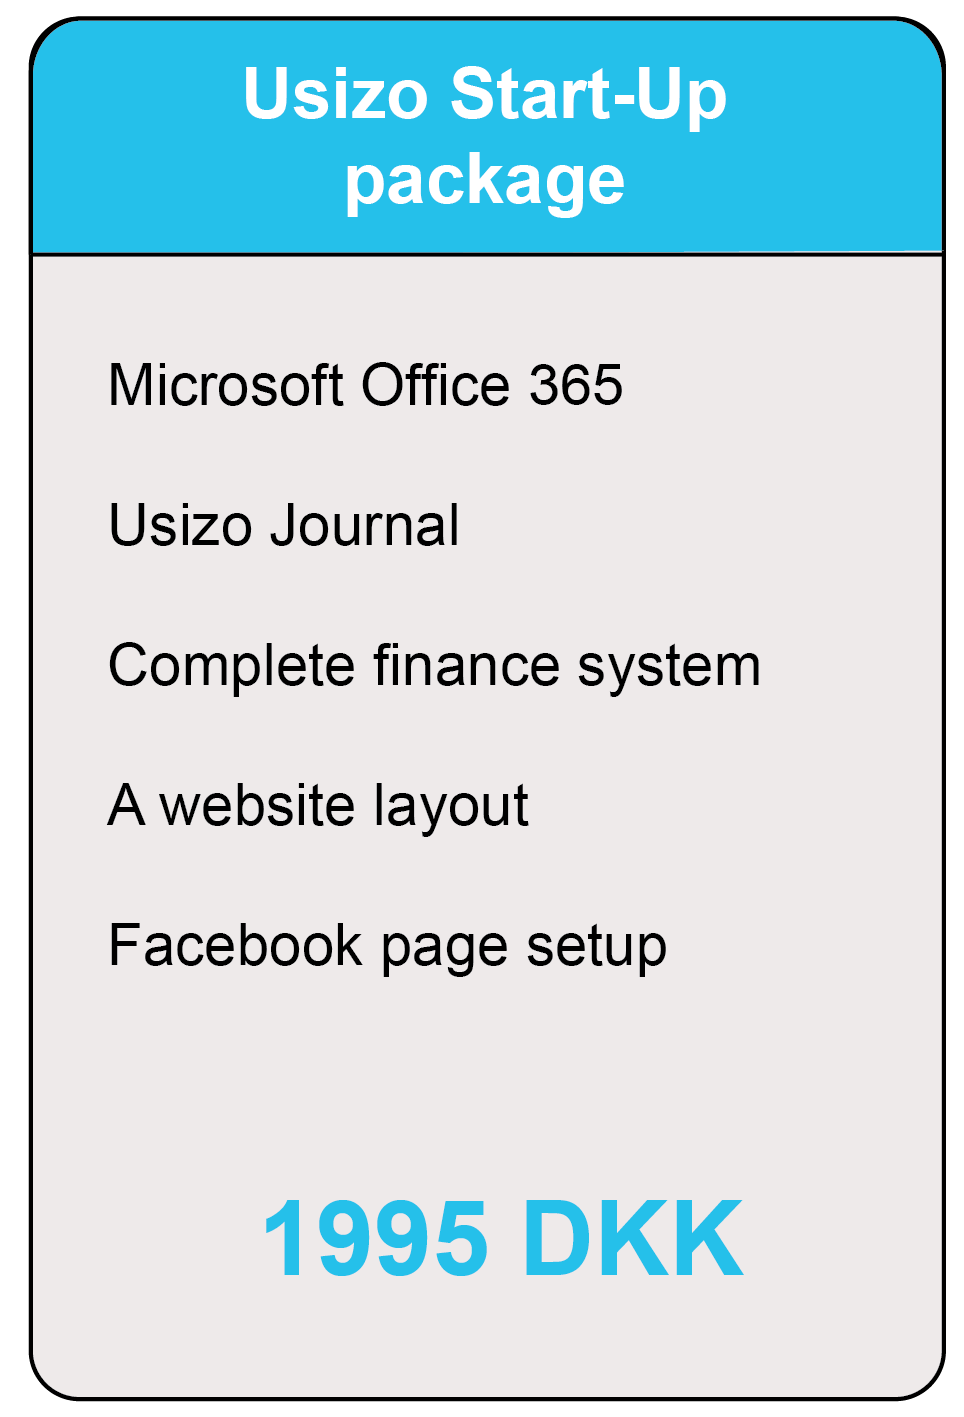 Usizo Start-Up
package
Microsoft Office 365
Usizo Journal
Complete finance system
A website layout
Facebook page setup
1995 DKK